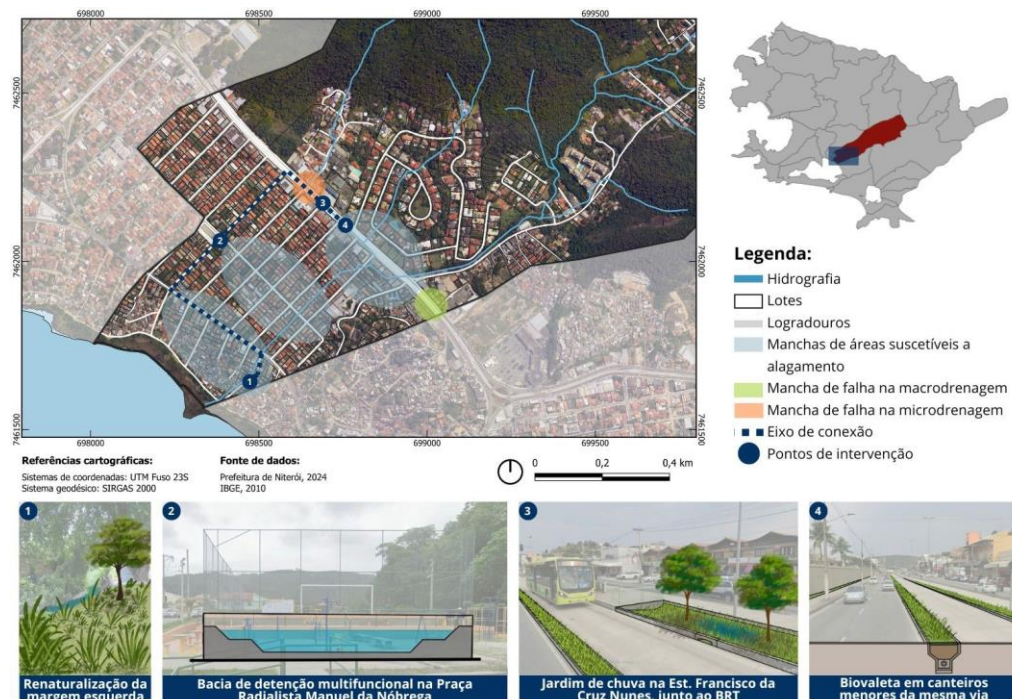 698000
698500
699000
699500
7462500
7462500
7462000
7462000
7461500
7461500
698000
698500
699000
699500
2
3
4
1
Legenda:
Hidrografia
Lotes
Logradouros
Manchas de áreas suscetíveis a
alagamento
Mancha de falha na macrodrenagem
Mancha de falha na microdrenagem
Eixo de conexão
Pontos de intervenção
Referências cartográficas:
Sistemas de coordenadas: UTM Fuso 23S
Sistema geodésico: SIRGAS 2000
Fonte de dados:
Prefeitura de Niterói, 2024
IBGE, 2010
0
0,2
0,4 km
1
Renaturalização da
margem esquerda
2
Bacia de detenção multifuncional na Praça
Radialista Manuel da Nóbrega
3
Jardim de chuva na Est. Francisco da
Cruz Nunes, junto ao BRT
4
Biovaleta em canteiros
menores da mesma via